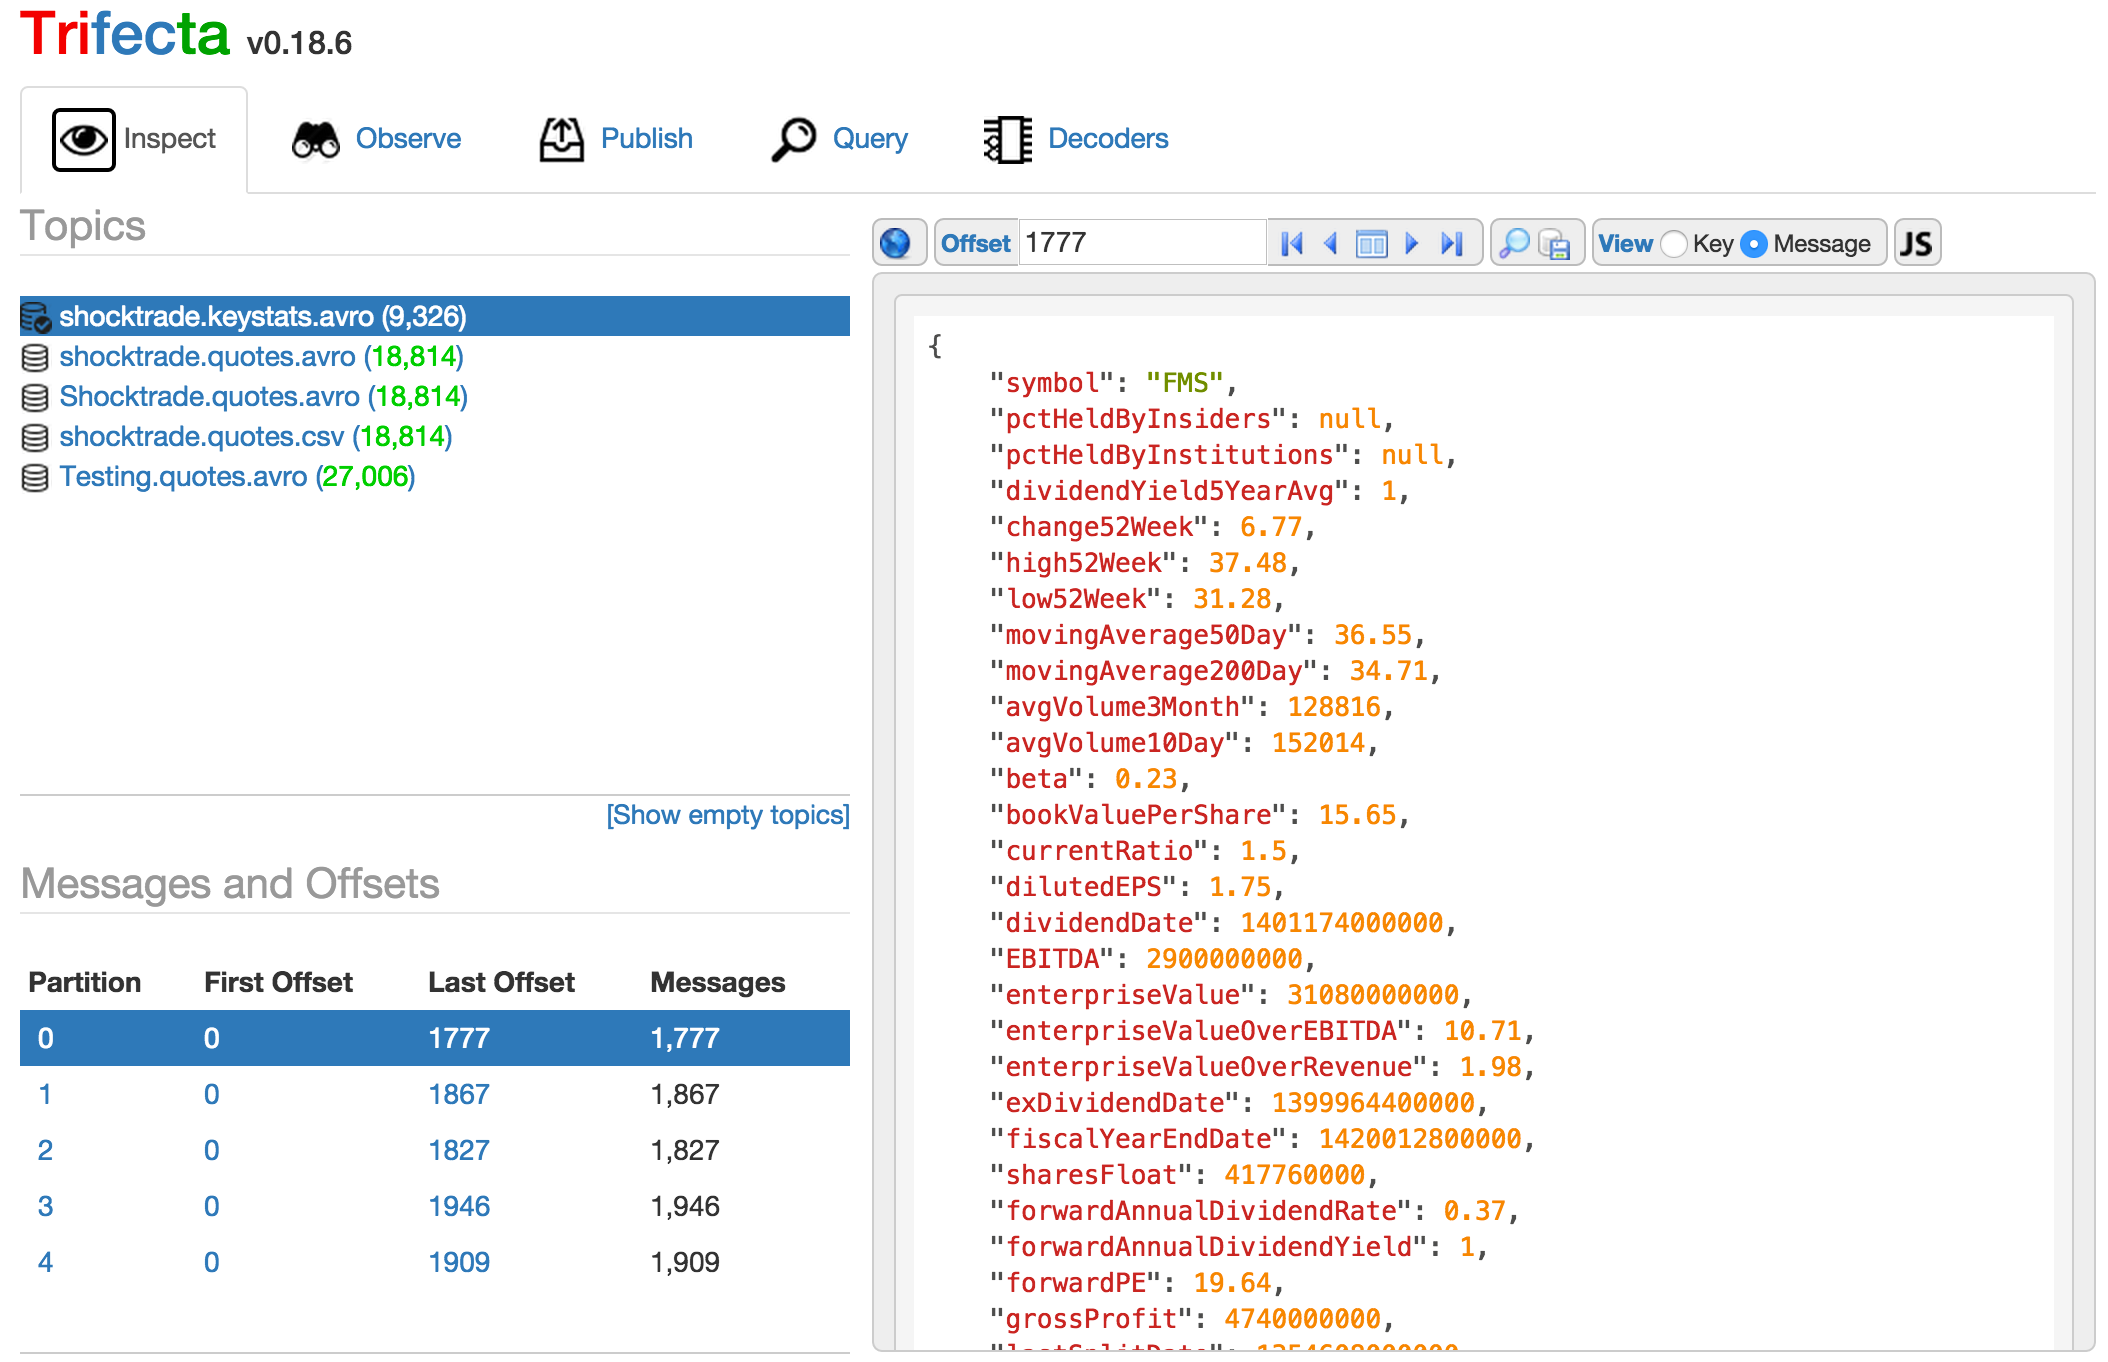 Trifecta v0.18.6
Inspect
Observe
Publish
Query
Decoders
Topics
shocktrade.keystats.avro (9,326)
shocktrade.quotes.avro (18,814)
Shocktrade.quotes.avro (18,814)
shocktrade.quotes.csv (18,814)
Testing.quotes.avro (27,006)
[Show empty topics]
Messages and Offsets
Partition First Offset Last Offset Messages
0 0 1777 1,777
1 0 1867 1,867
2 0 1827 1,827
3 0 1946 1,946
4 0 1909 1,909
Offset 1777 View Key Message JS
{
"symbol": "FMS",
"pctHeldByInsiders": null,
"pctHeldByInstitutions": null,
"dividendYield5YearAvg": 1,
"change52Week": 6.77,
"high52Week": 37.48,
"low52Week": 31.28,
"movingAverage50Day": 36.55,
"movingAverage200Day": 34.71,
"avgVolume3Month": 128816,
"avgVolume10Day": 152014,
"beta": 0.23,
"bookValuePerShare": 15.65,
"currentRatio": 1.5,
"dilutedEPS": 1.75,
"dividendDate": 1401174000000,
"EBITDA": 2900000000,
"enterpriseValue": 31080000000,
"enterpriseValueOverEBITDA": 10.71,
"enterpriseValueOverRevenue": 1.98,
"exDividendDate": 1399964400000,
"fiscalYearEndDate": 1420012800000,
"sharesFloat": 417760000,
"forwardAnnualDividendRate": 0.37,
"forwardAnnualDividendYield": 1,
"forwardPE": 19.64,
"grossProfit": 4740000000,